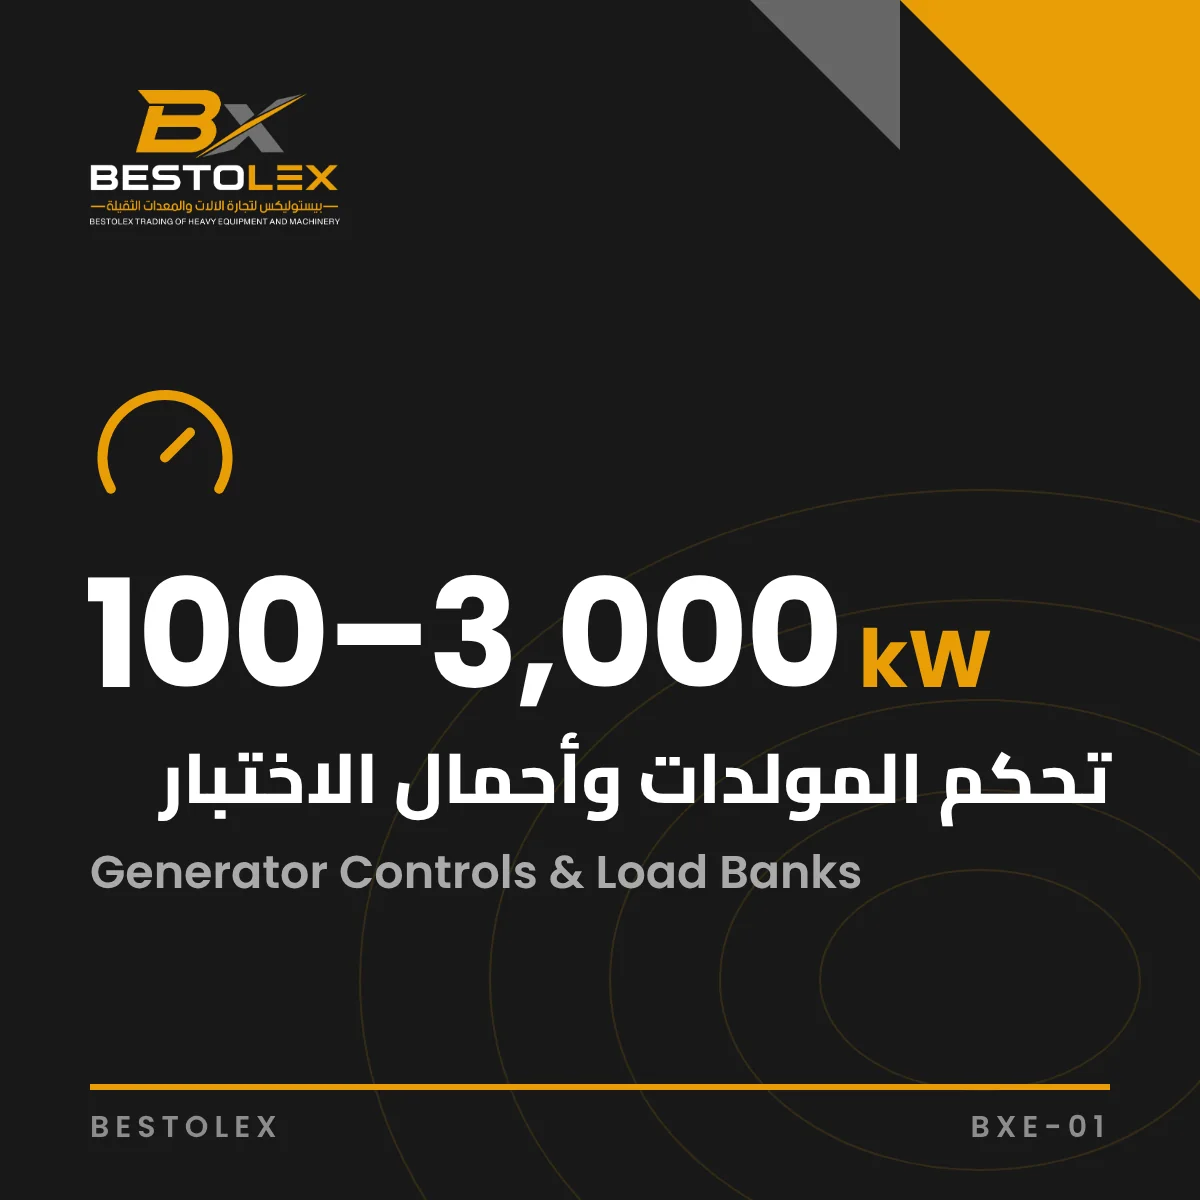 BX
BESTOLEX
بيستوليكس لتجارة الالات والمعدات الثقيلة
BESTOLEX TRADING OF HEAVY EQUIPMENT AND MACHINERY
100–3,000 kW
تحكم المولدات وأحمال الاختبار
Generator Controls & Load Banks
BESTOLEX BXE-01